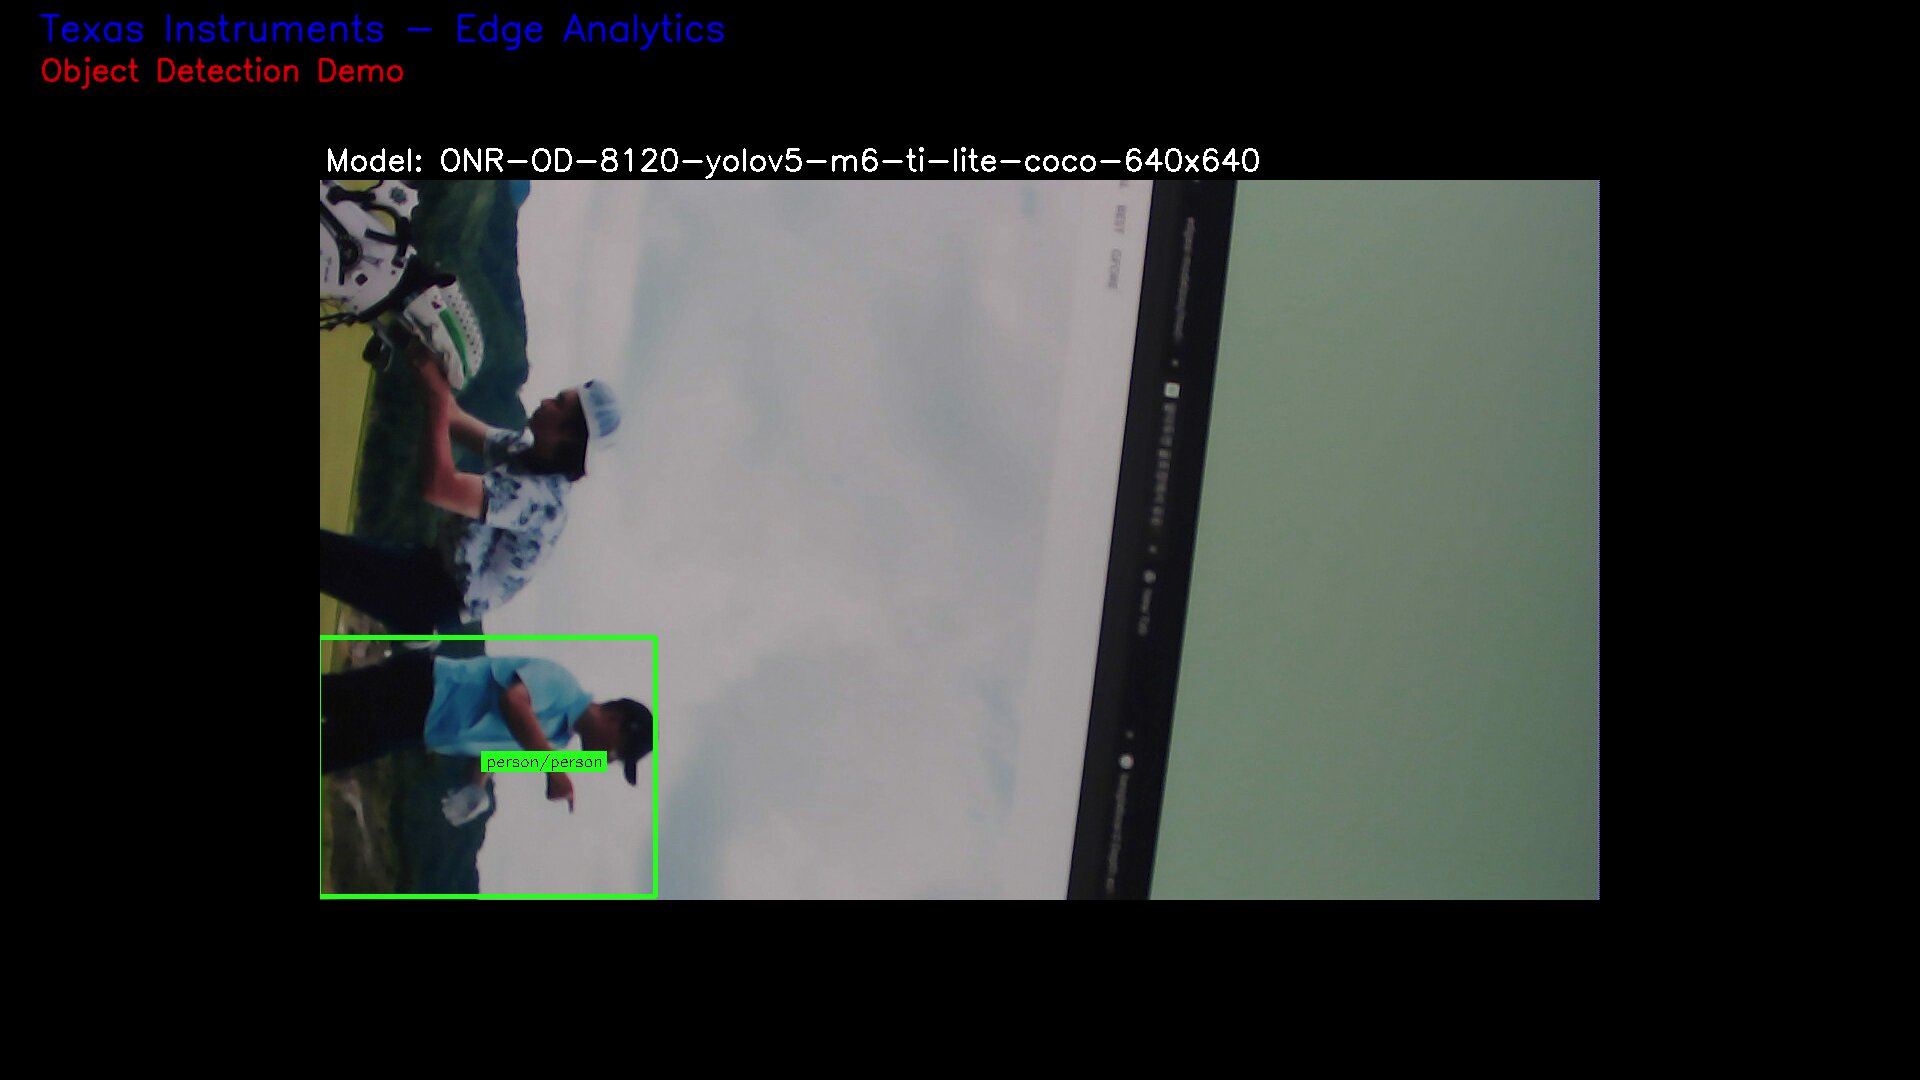 Texas Instruments – Edge Analytics
Object Detection Demo
Model: ONR-OD-8120-yolov5-m6-ti-lite-coco-640x640
person/person